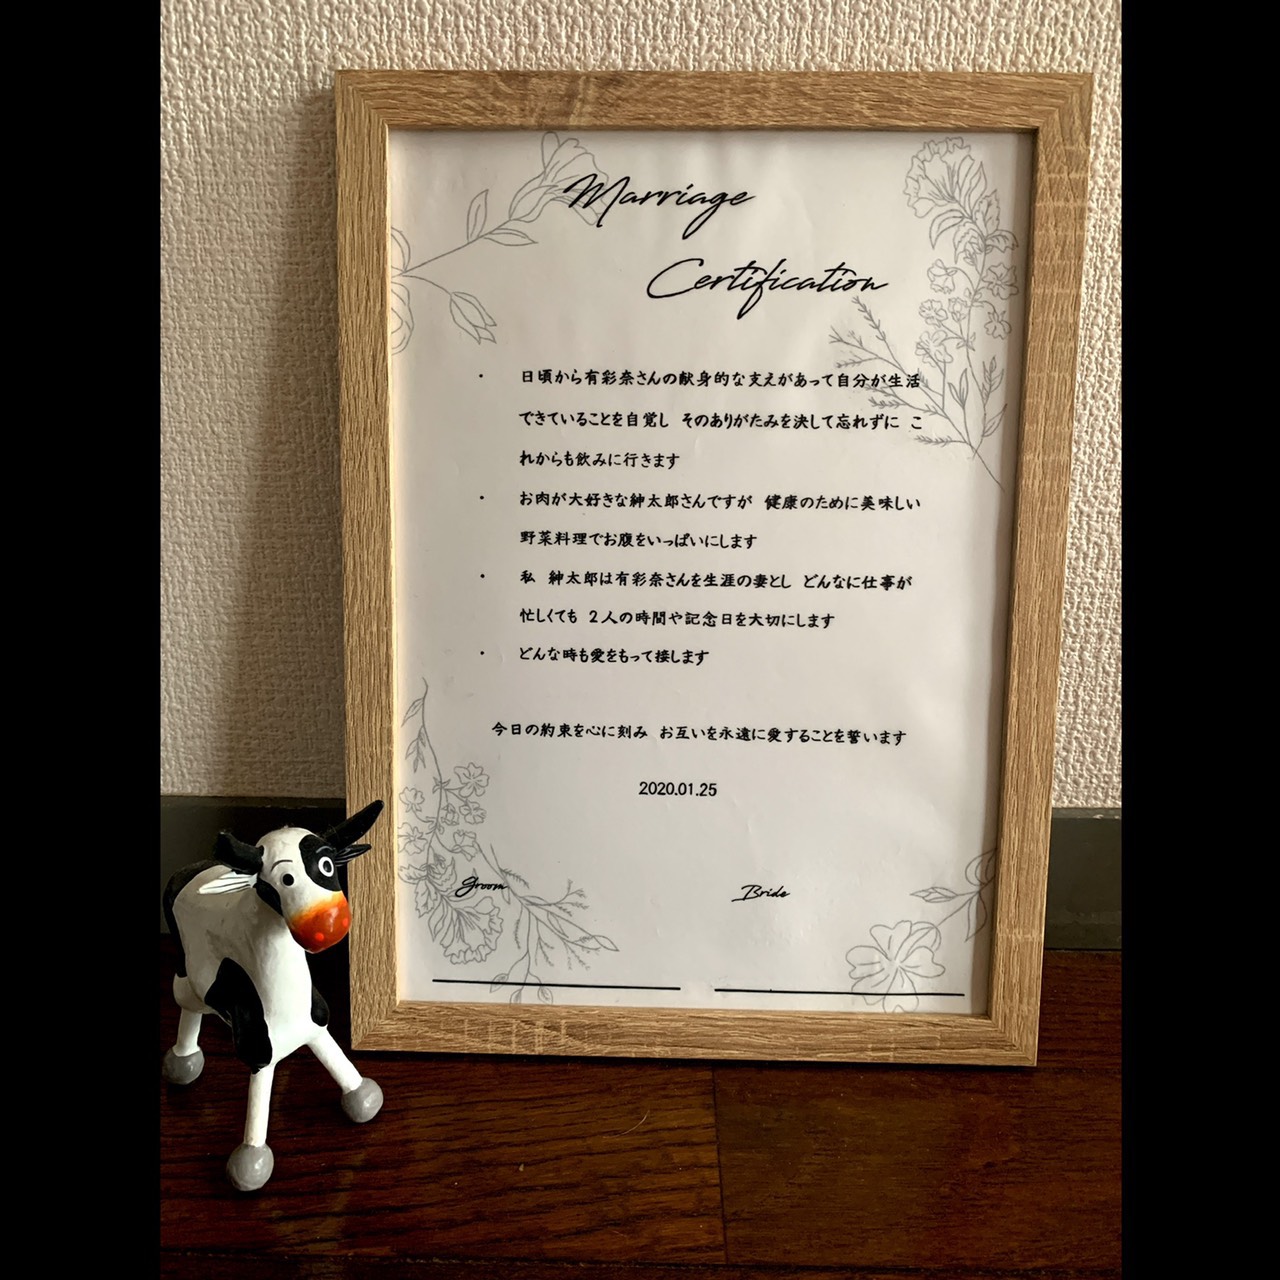 Marriage
Certification
・ 日頃から有彩奈さんの献身的な支えがあって自分が生活
できていることを自覚し そのありがたみを決して忘れずに こ
れからも飲みに行きます
・ お肉が大好きな紳太郎さんですが 健康のために美味しい
野菜料理でお腹をいっぱいにします
・ 私 紳太郎は有彩奈さんを生涯の妻とし どんなに仕事が
忙しくても 2人の時間や記念日を大切にします
・ どんな時も愛をもって接します
今日の約束を心に刻み お互いを永遠に愛することを誓います
2020.01.25
groom Bride